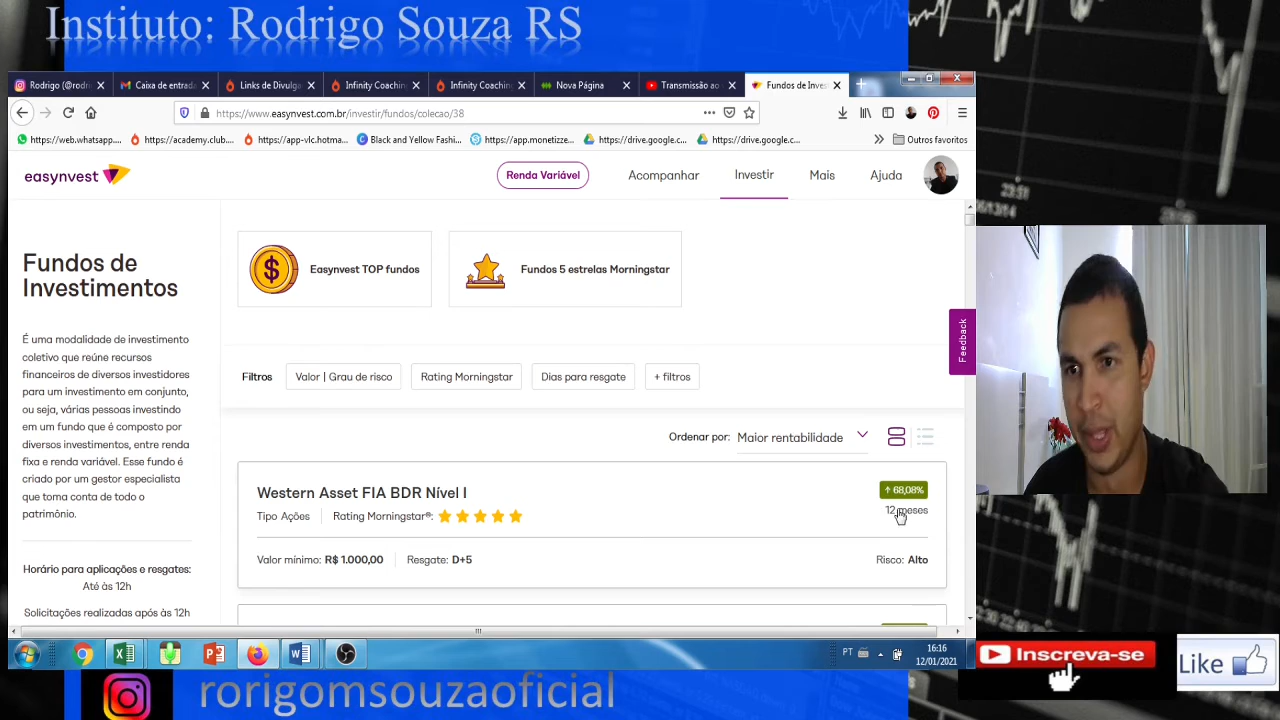 Instituto: Rodrigo Souza RS
Rodrigo (@rodri
Caixa de entrada
Links de Divulga
Infinity Coaching
Infinity Coaching
Nova Página
Transmissão ao
Fundos de Inves
https://www.easynvest.com.br/investir/fundos/colecao/38
https://web.whatsapp....
https://academy.club....
https://app-vlc.hotma...
Black and Yellow Fashi...
https://app.monetizze...
https://drive.google.c...
https://drive.google.c...
Outros favoritos
easynvest
Renda Variável
Acompanhar
Investir
Mais
Ajuda
Fundos de
Investimentos
É uma modalidade de investimento
coletivo que reúne recursos
financeiros de diversos investidores
para um investimento em conjunto,
ou seja, várias pessoas investindo
em um fundo que é composto por
diversos investimentos, entre renda
fixa e renda variável. Esse fundo é
criado por um gestor especialista
que toma conta de todo o
patrimônio.
Horário para aplicações e resgates:
Até às 12h
Solicitações realizadas após às 12h
Easynvest TOP fundos
Fundos 5 estrelas Morningstar
Feedback
Filtros
Valor | Grau de risco
Rating Morningstar
Dias para resgate
+ filtros
Ordenar por: Maior rentabilidade
Western Asset FIA BDR Nível I
68,08%
12 meses
Tipo Ações
Rating Morningstar®:
Valor mínimo: R$ 1.000,00
Resgate: D+5
Risco: Alto
PT
16:16
12/01/2021
Inscreva-se
Like
rorigomsouzaoficial